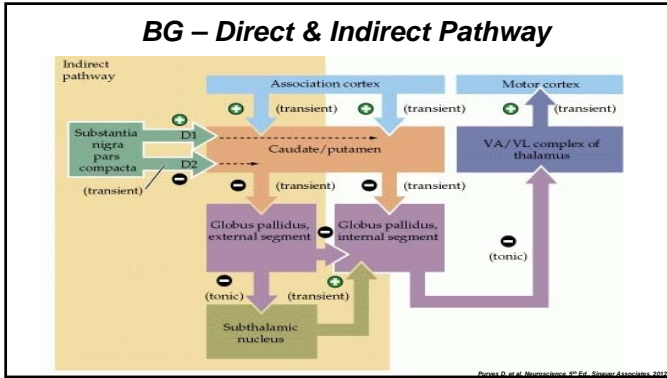 BG – Direct & Indirect Pathway
Indirect
pathway
Association cortex
Motor cortex
+
(transient)
+
(transient)
+
(transient)
+
Substantia
nigra
pars
compacta
D1
D2
−
(transient)
Caudate/putamen
VA/VL complex of
thalamus
−
(transient)
−
(transient)
Globus pallidus,
external segment
−
Globus pallidus,
internal segment
−
(tonic)
−
(tonic)
+
(transient)
Subthalamic
nucleus
Purves D. et al. Neuroscience, 5th Ed., Sinauer Associates, 2012